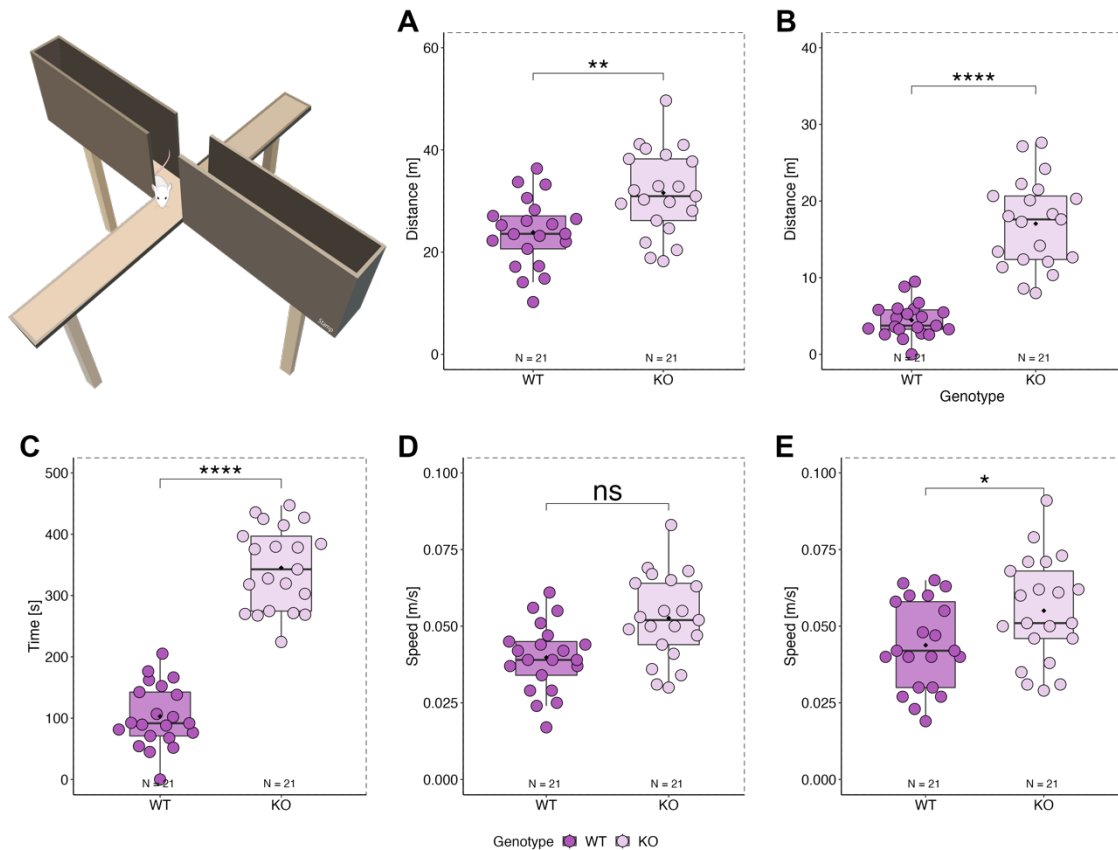 A
Distance [m]
60
40
20
0
**
N = 21
N = 21
WT
KO
B
Distance [m]
40
30
20
10
0
****
N = 21
N = 21
WT
KO
Genotype
Stamp
C
Time [s]
500
400
300
200
100
0
****
N = 21
N = 21
WT
KO
D
Speed [m/s]
0.100
0.075
0.050
0.025
0.000
ns
N = 21
N = 21
WT
KO
E
Speed [m/s]
0.100
0.075
0.050
0.025
0.000
*
N = 21
N = 21
WT
KO
Genotype WT KO